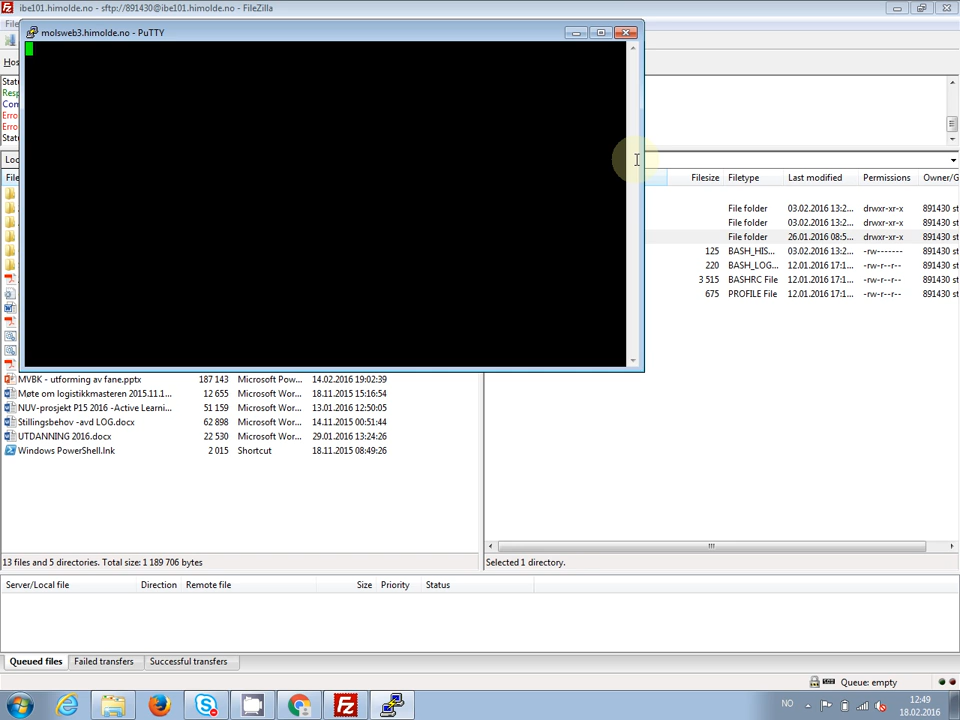 ibe101.himolde.no - sftp://891430@ibe101.himolde.no - FileZilla
molsweb3.himolde.no - PuTTY
Filesize Filetype Last modified Permissions Owner/G
File folder 03.02.2016 13:2... drwxr-xr-x 891430 st
File folder 03.02.2016 13:2... drwxr-xr-x 891430 st
File folder 26.01.2016 08:5... drwxr-xr-x 891430 st
125 BASH_HIS... 03.02.2016 13:2... -rw------- 891430 st
220 BASH_LOG... 12.01.2016 17:1... -rw-r--r-- 891430 st
3 515 BASHRC File 12.01.2016 17:1... -rw-r--r-- 891430 st
675 PROFILE File 12.01.2016 17:1... -rw-r--r-- 891430 st
MVBK - utforming av fane.pptx 187 143 Microsoft Pow... 14.02.2016 19:02:39
Møte om logistikkmasteren 2015.11.1... 12 655 Microsoft Wor... 18.11.2015 15:16:54
NUV-prosjekt P15 2016 -Active Learni... 51 159 Microsoft Wor... 13.01.2016 12:50:05
Stillingsbehov -avd LOG.docx 62 898 Microsoft Wor... 14.11.2015 00:51:44
UTDANNING 2016.docx 22 530 Microsoft Wor... 29.01.2016 13:24:26
Windows PowerShell.lnk 2 015 Shortcut 18.11.2015 08:49:26
13 files and 5 directories. Total size: 1 189 706 bytes
Selected 1 directory.
Server/Local file Direction Remote file Size Priority Status
Queued files Failed transfers Successful transfers
Queue: empty
NO
12:49
18.02.2016